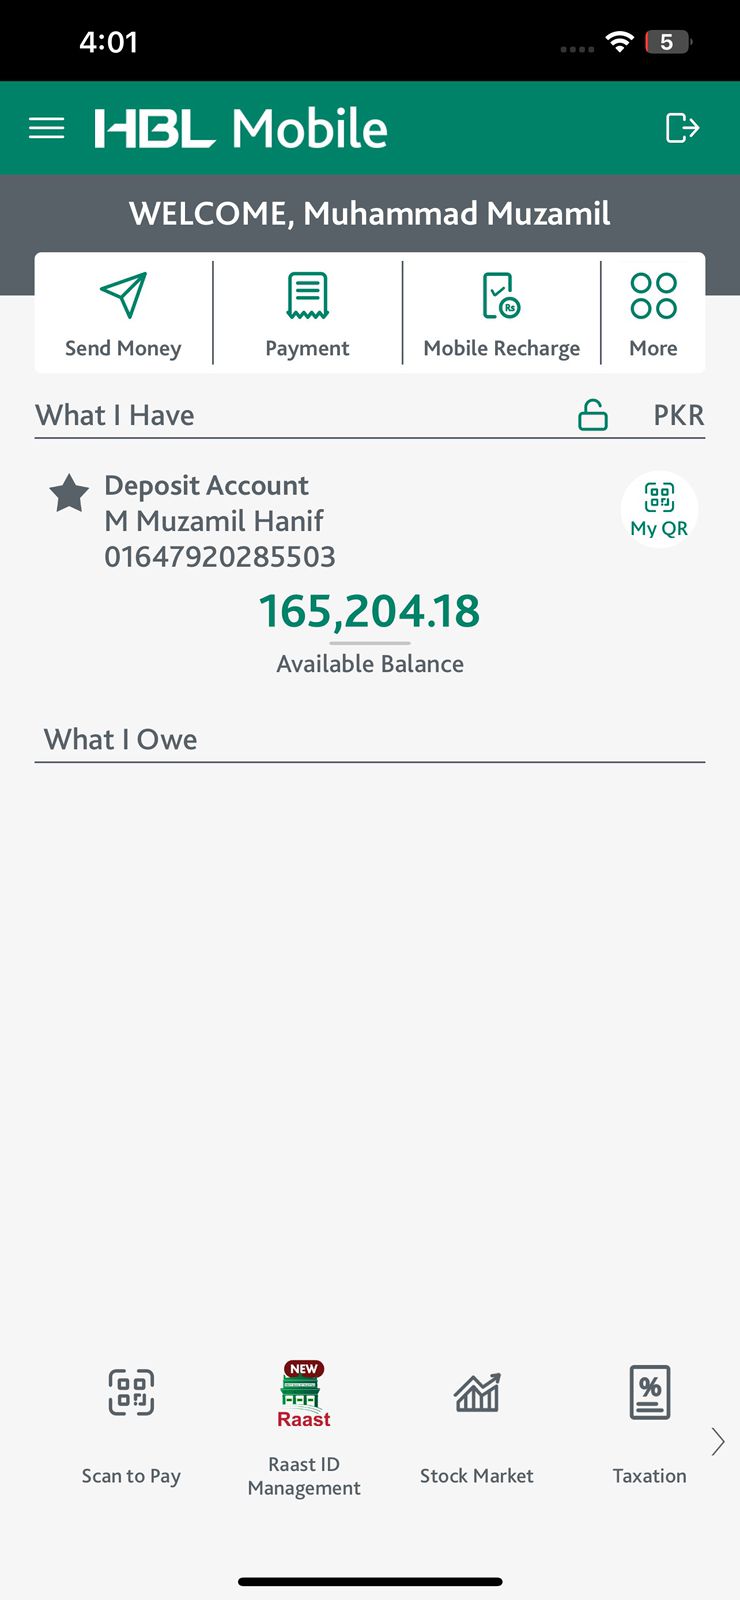 4:01
5
HBL Mobile
WELCOME, Muhammad Muzamil
Send Money
Payment
Rs
Mobile Recharge
More
What I Have
PKR
Deposit Account
M Muzamil Hanif
01647920285503
My QR
165,204.18
Available Balance
What I Owe
Scan to Pay
NEW
Raast
Raast ID
Management
Stock Market
%
Taxation